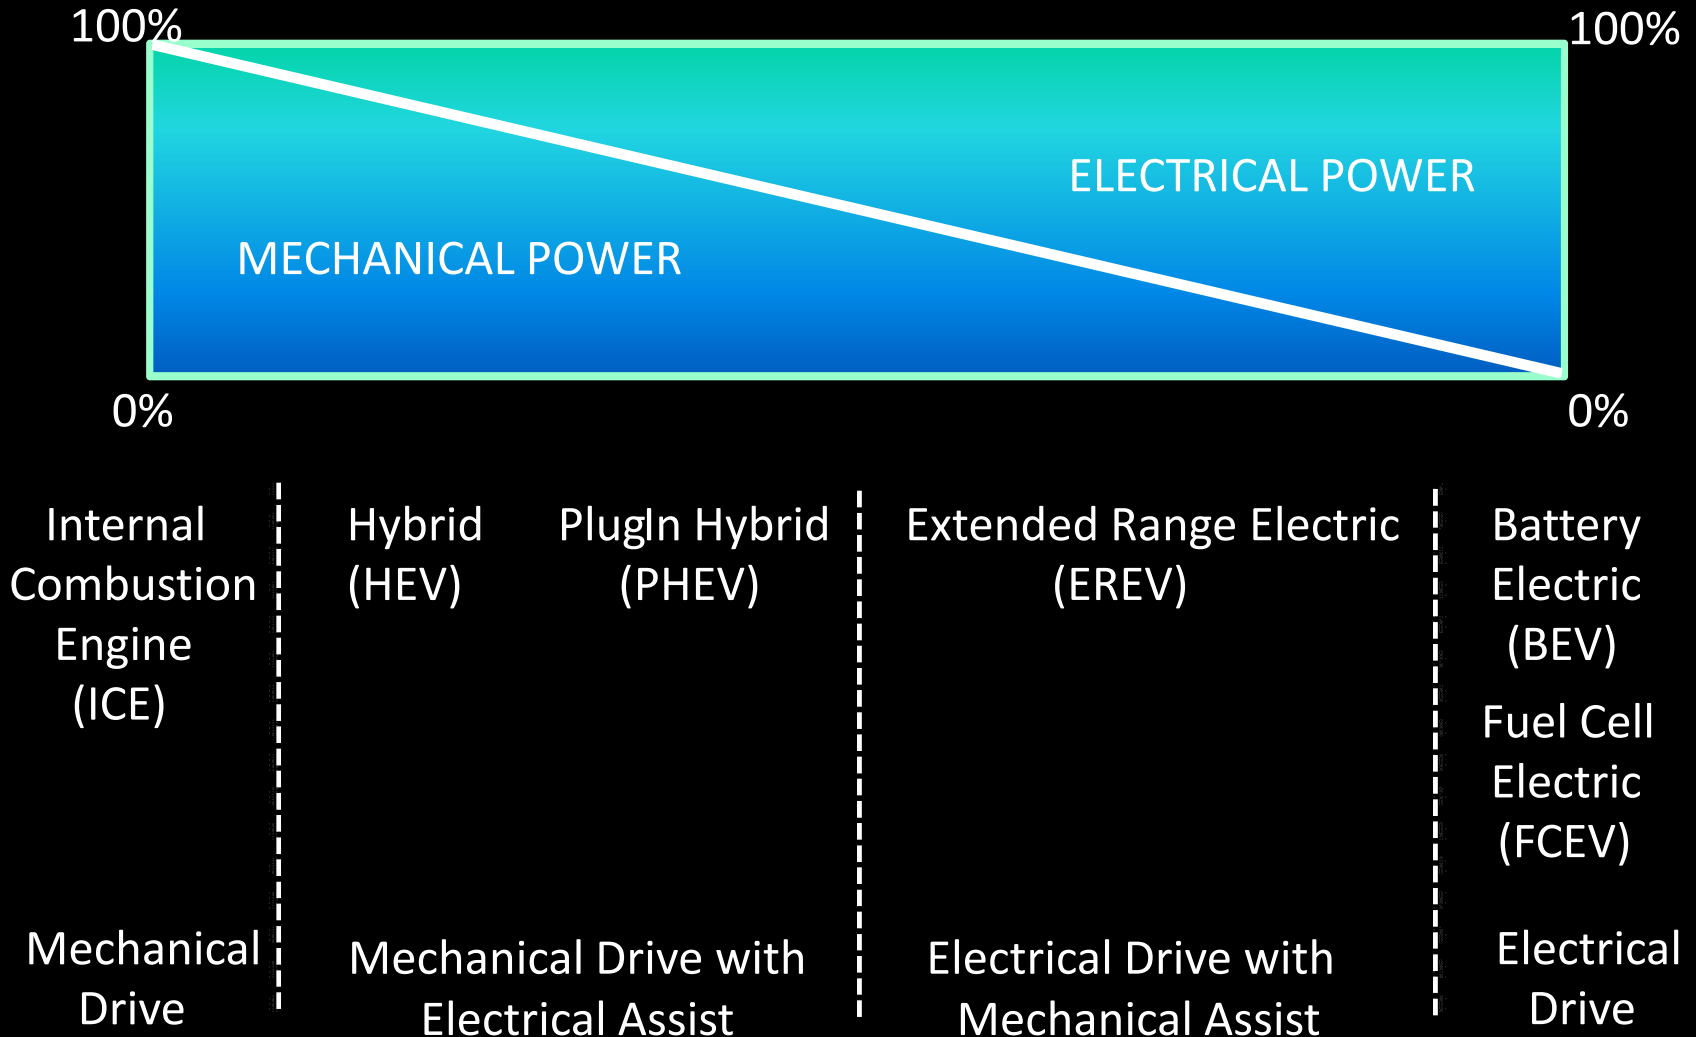 100%
100%
ELECTRICAL POWER
MECHANICAL POWER
0%
0%
Internal
Combustion
Engine
(ICE)
Hybrid
(HEV)
PlugIn Hybrid
(PHEV)
Extended Range Electric
(EREV)
Battery
Electric
(BEV)
Fuel Cell
Electric
(FCEV)
Mechanical
Drive
Mechanical Drive with
Electrical Assist
Electrical Drive with
Mechanical Assist
Electrical
Drive